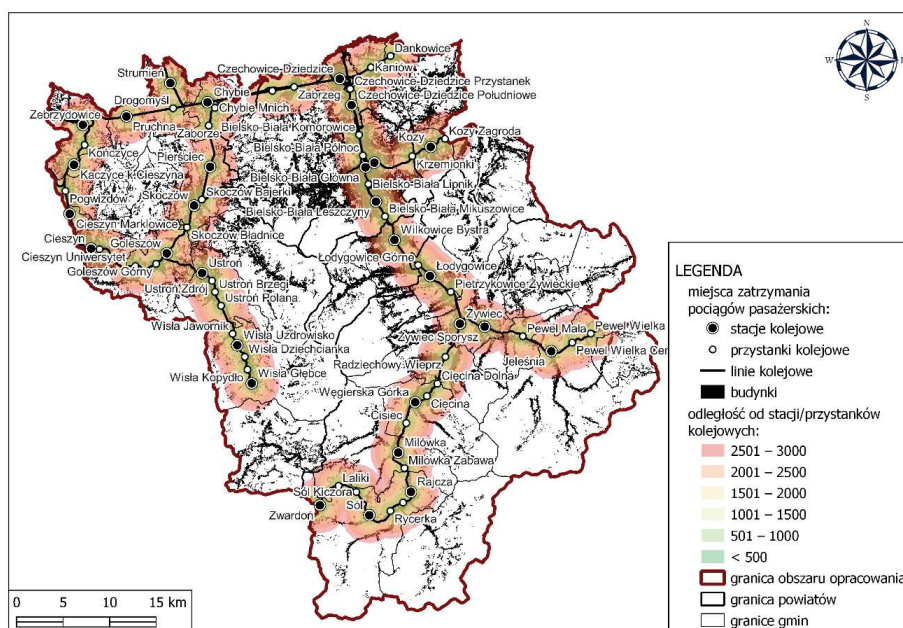 N
W
E
S
Dankowice
Kaniów
Czechowice-Dziedzice
Strumień
Czechowice-Dziedzice Przystanek
Chybie
Zabrzeg
Czechowice-Dziedzice Południowe
Drogomyśl
Chybie Mnich
Zebrzydowice
Pruchna
Zaborze
Bielsko-Biała Komorowice
Kozy
Kozy Zagroda
Kończyce
Pierściec
Bielsko-Biała Północ
Krzemionki
Kaczyce k.Cieszyna
Bielsko-Biała Główna
Bielsko-Biała Lipnik
Pogwizdów
Skoczów
Skoczów Bajerki
Bielsko-Biała Mikuszowice
Cieszyn Marklowice
Bielsko-Biała Leszczyny
Cieszyn
Goleszów
Skoczów Bładnice
Wilkowice Bystra
Cieszyn Uniwersytet
Łodygowice Górne
Goleszów Górny
Ustroń
Łodygowice
Ustroń Zdrój
Ustroń Brzegi
Pietrzykowice Żywieckie
Ustroń Polana
Żywiec
Wisła Jawornik
Wisła Uzdrowisko
Żywiec Sporysz
Pewel Mała
Pewel Wielka
Wisła Dziechcianka
Jeleśnia
Pewel Wielka Cen
Wisła Kopydło
Wisła Głębce
Radziechowy Wieprz
Cięcina Dolna
Węgierska Górka
Cięcina
Cisiec
Milówka
Milówka Zabawa
Laliki
Rajcza
Sól Kiczora
Sól
Zwardoń
Rycerka
0 5 10 15 km
LEGENDA
miejsca zatrzymania
pociągów pasażerskich:
stacje kolejowe
przystanki kolejowe
linie kolejowe
budynki
odległość od stacji/przystanków
kolejowych:
2501 – 3000
2001 – 2500
1501 – 2000
1001 – 1500
501 – 1000
< 500
granica obszaru opracowania
granica powiatów
granice gmin